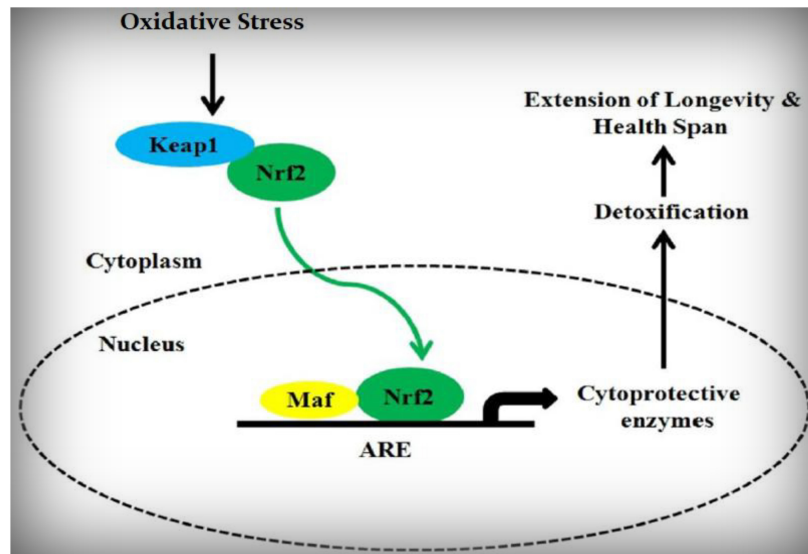 Oxidative Stress
Keap1
Nrf2
Extension of Longevity &
Health Span
Detoxification
Cytoplasm
Nucleus
Maf
Nrf2
Cytoprotective
enzymes
ARE